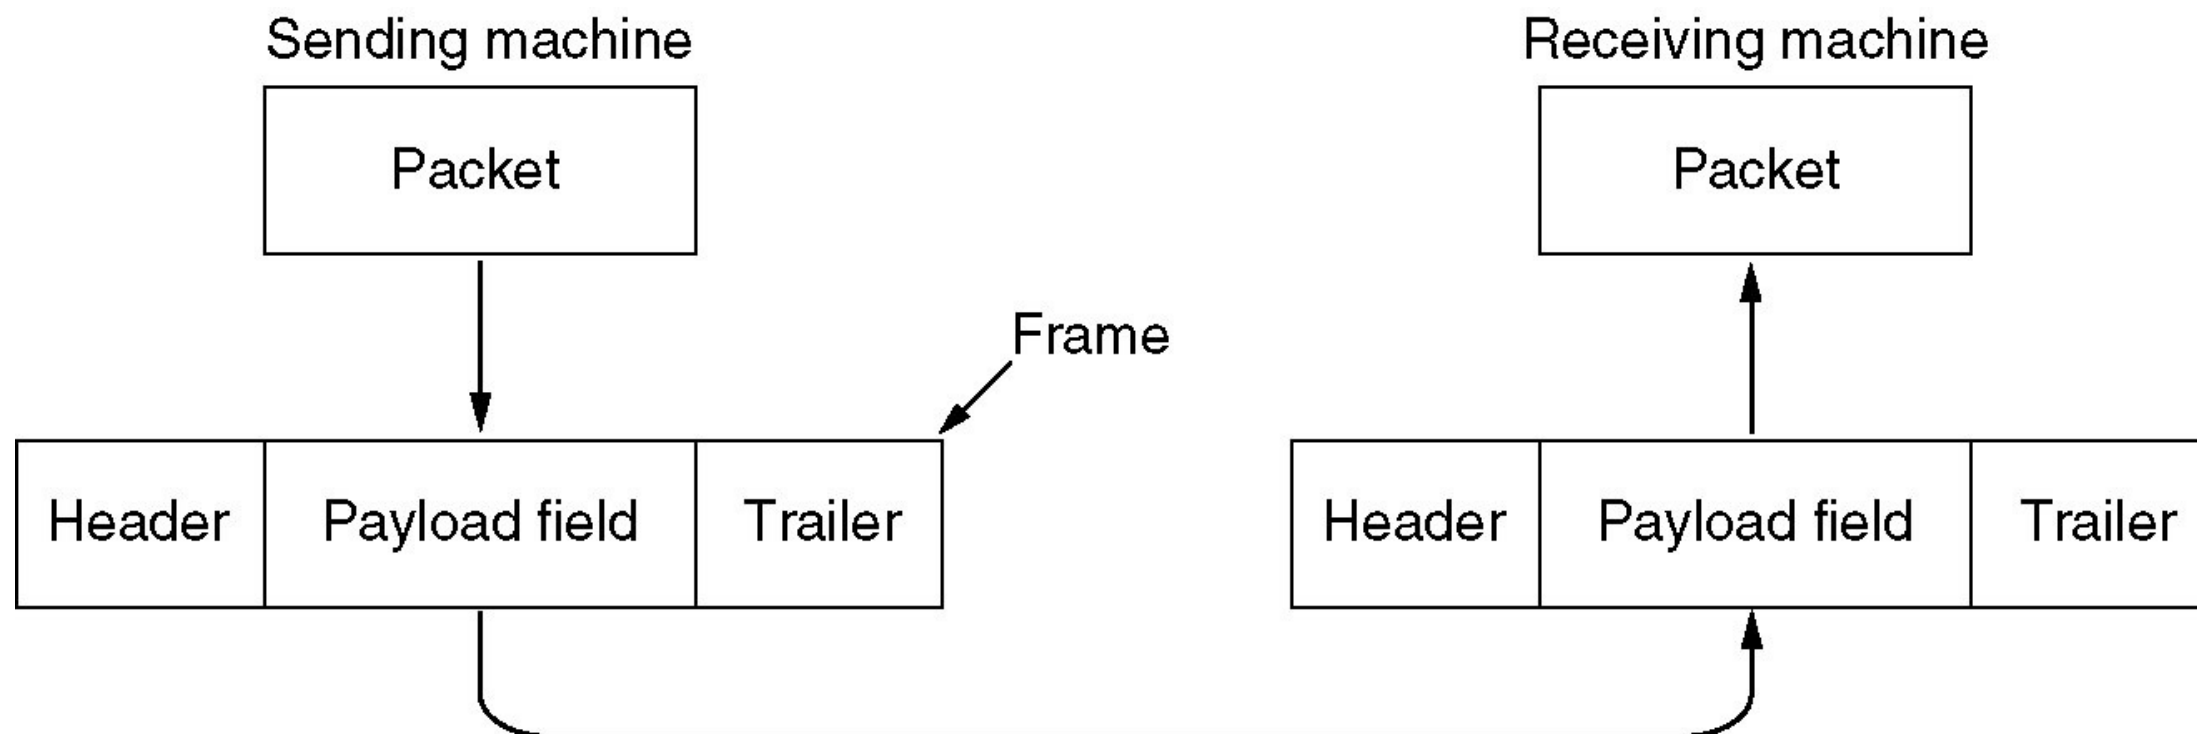 Sending machine
Receiving machine
Packet
Packet
Frame
Header
Payload field
Trailer
Header
Payload field
Trailer